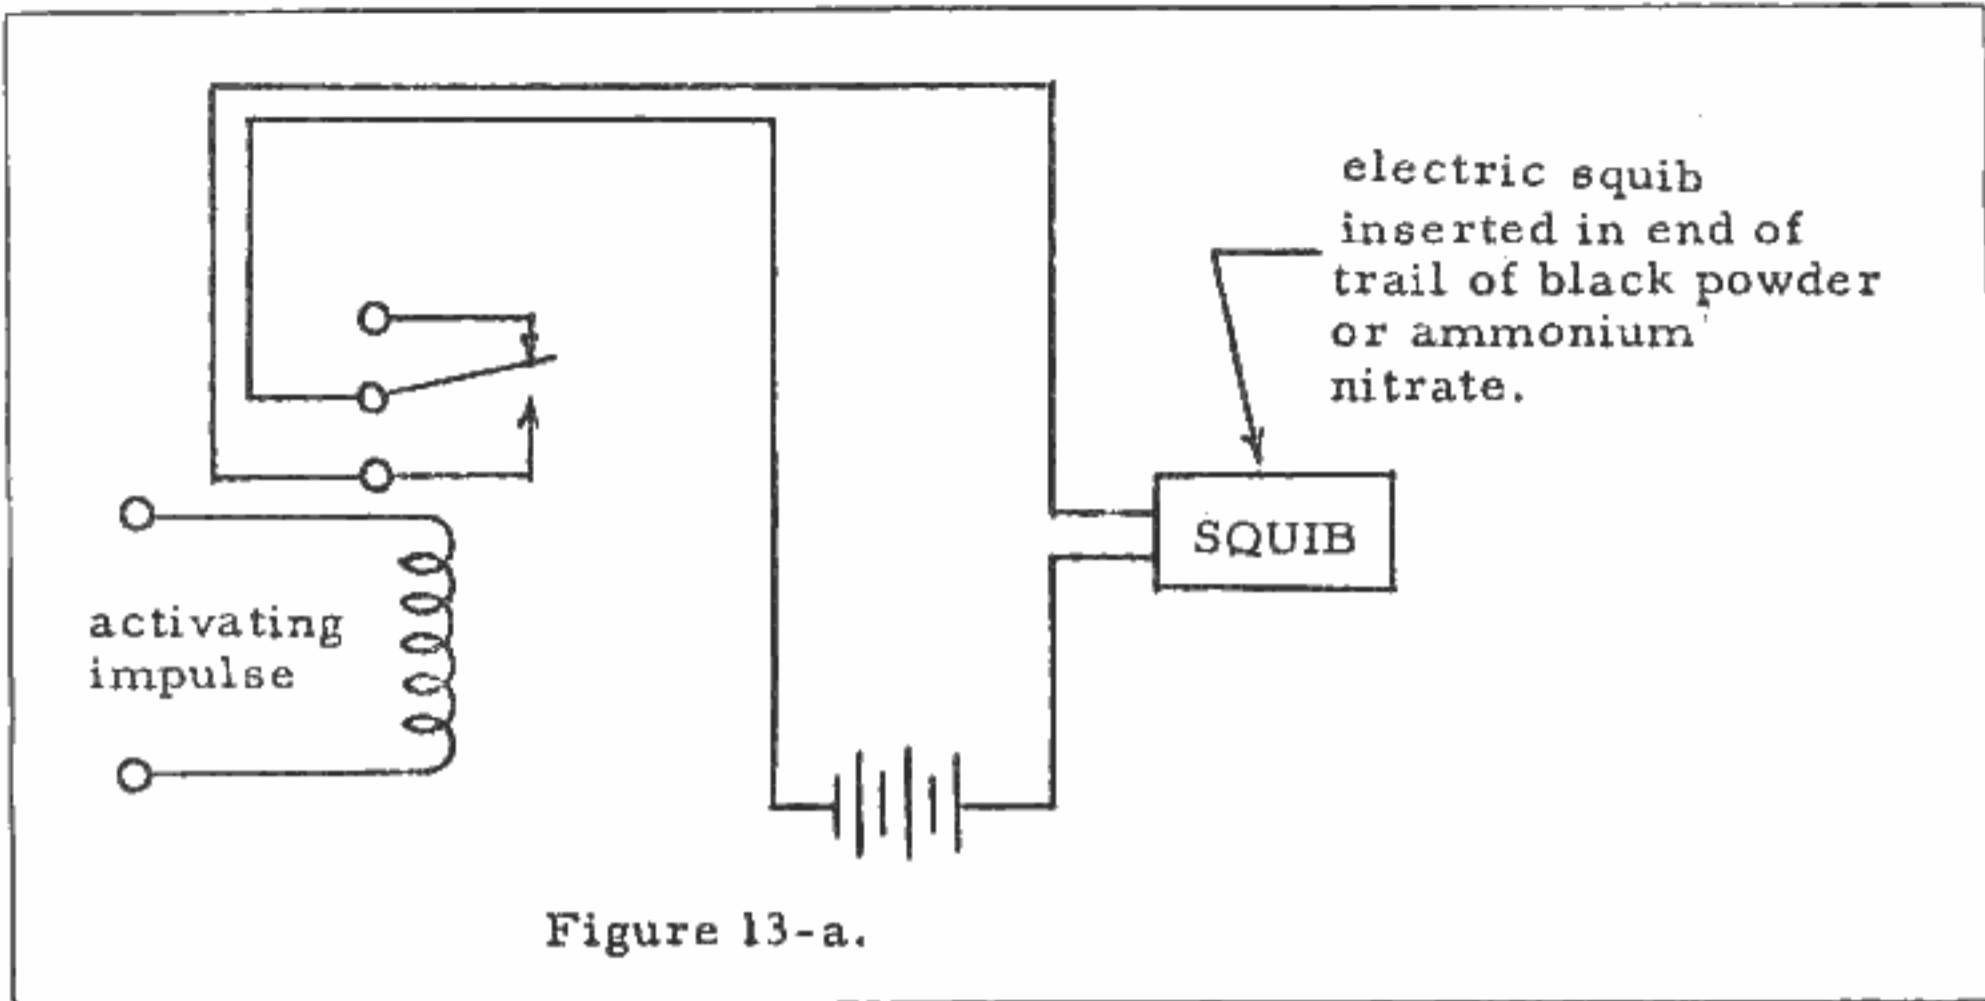 electric squib
inserted in end of
trail of black powder
or ammonium
nitrate.
SQUIB
activating
impulse
Figure 13-a.